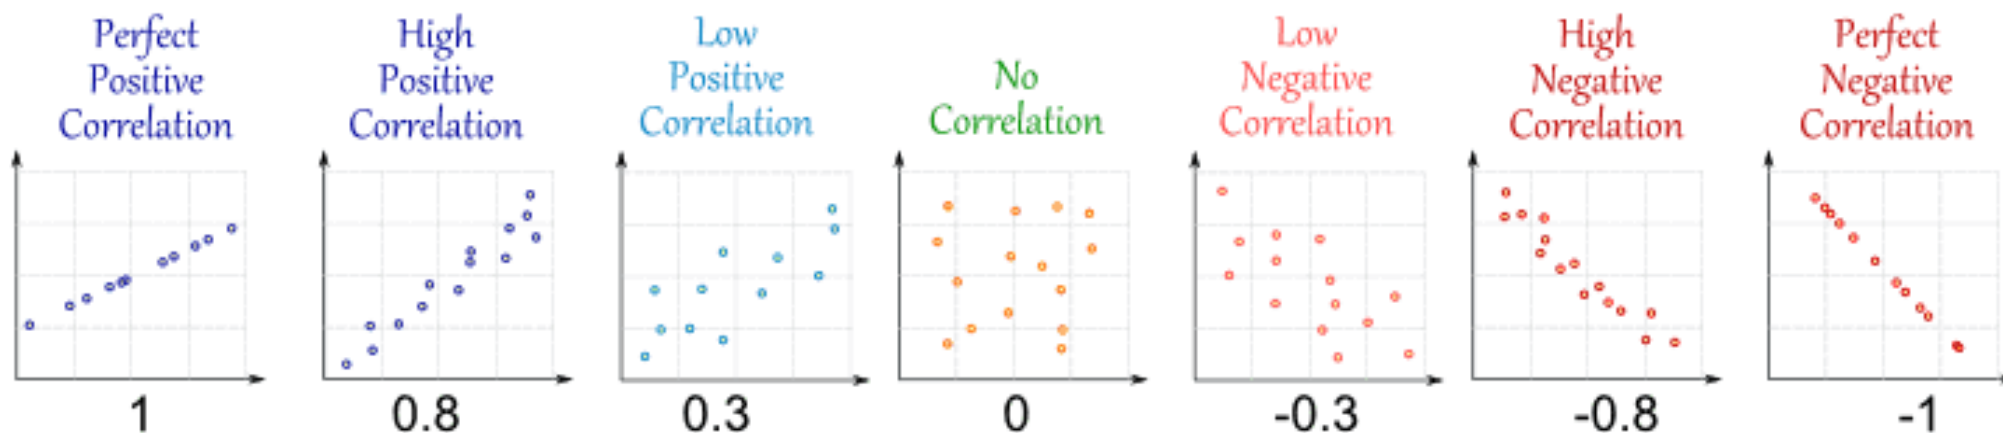 Perfect
Positive
Correlation
High
Positive
Correlation
Low
Positive
Correlation
No
Correlation
Low
Negative
Correlation
High
Negative
Correlation
Perfect
Negative
Correlation
1
0.8
0.3
0
-0.3
-0.8
-1